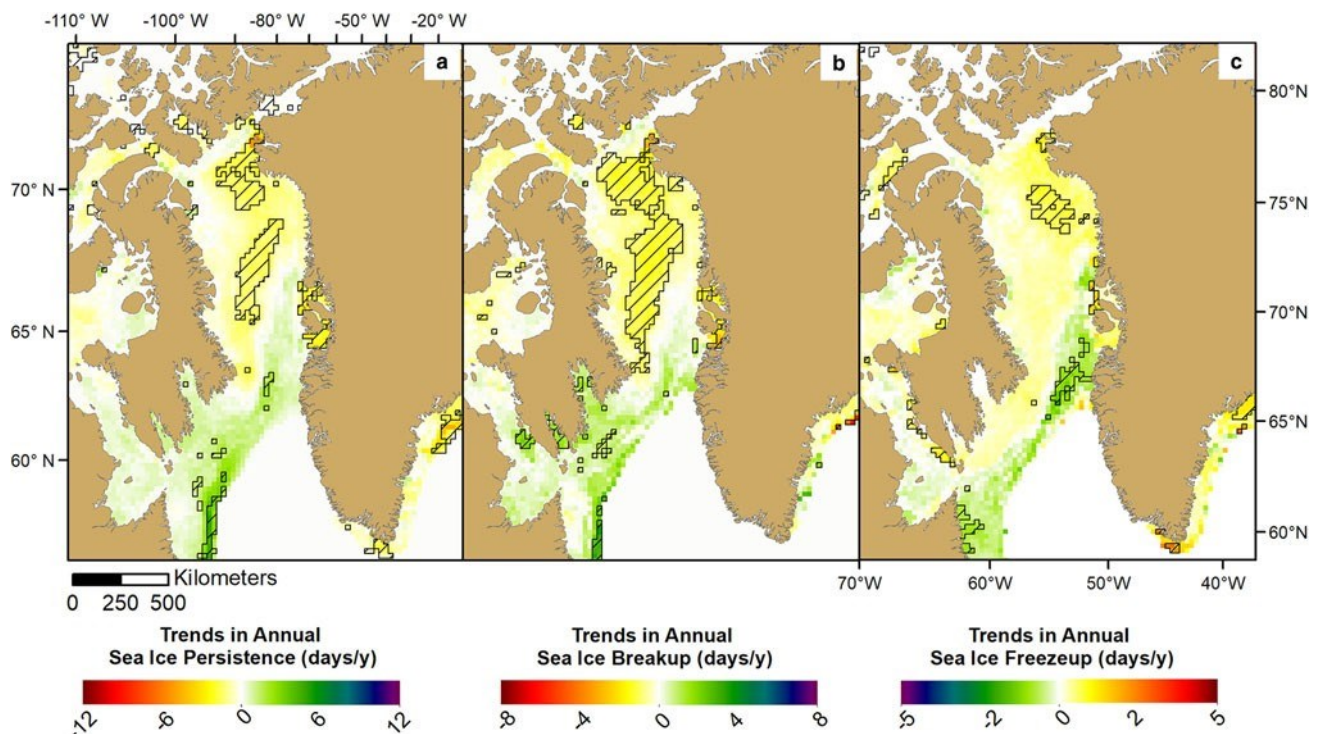 -110° W -100° W -80° W -50° W -20° W
a b c
80°N
70° N
75°N
65° N
70°N
65°N
60° N
60°N
Kilometers
0 250 500
70°W 60°W 50°W 40°W
Trends in Annual
Sea Ice Persistence (days/y)
-12 -6 0 6 12
Trends in Annual
Sea Ice Breakup (days/y)
-8 -4 0 4 8
Trends in Annual
Sea Ice Freezeup (days/y)
-5 -2 0 2 5